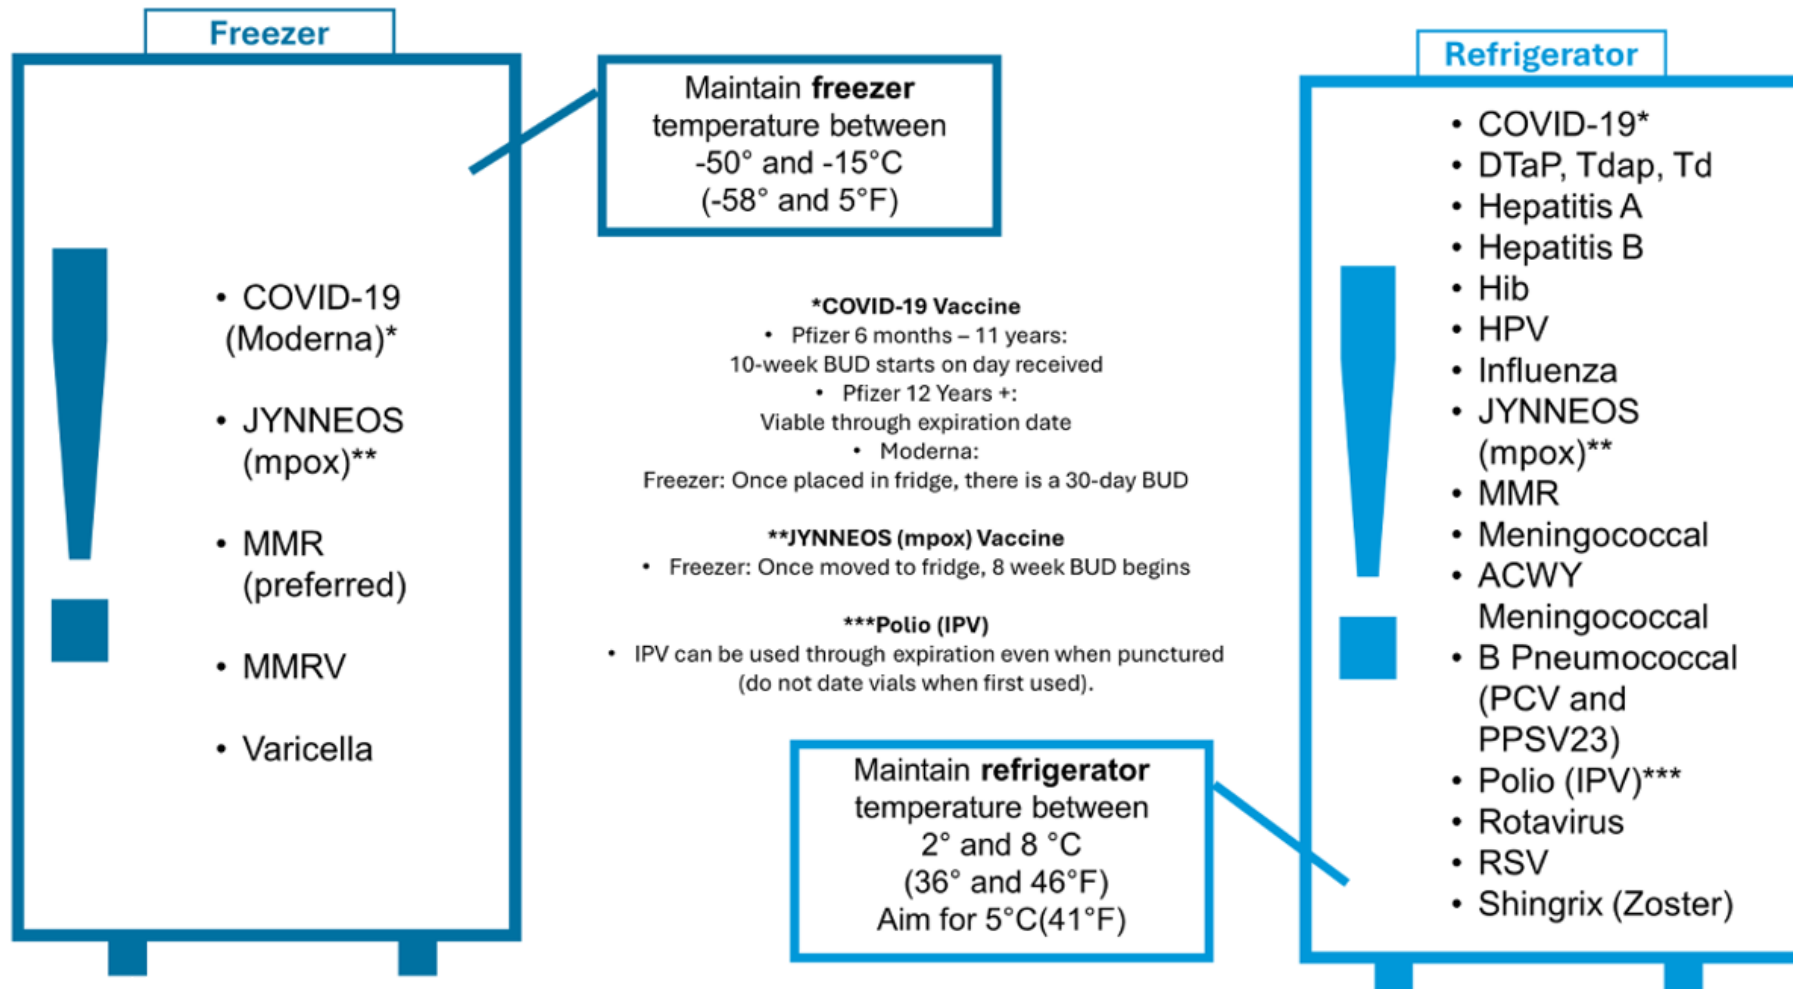 Freezer
• COVID-19
(Moderna)*
• JYNNEOS
(mpox)**
• MMR
(preferred)
• MMRV
• Varicella
Maintain freezer
temperature between
-50° and -15°C
(-58° and 5°F)
*COVID-19 Vaccine
• Pfizer 6 months – 11 years:
10-week BUD starts on day received
• Pfizer 12 Years +:
Viable through expiration date
• Moderna:
Freezer: Once placed in fridge, there is a 30-day BUD
**JYNNEOS (mpox) Vaccine
• Freezer: Once moved to fridge, 8 week BUD begins
***Polio (IPV)
• IPV can be used through expiration even when punctured
(do not date vials when first used).
Maintain refrigerator
temperature between
2° and 8 °C
(36° and 46°F)
Aim for 5°C(41°F)
Refrigerator
• COVID-19*
• DTaP, Tdap, Td
• Hepatitis A
• Hepatitis B
• Hib
• HPV
• Influenza
• JYNNEOS
(mpox)**
• MMR
• Meningococcal
• ACWY
Meningococcal
• B Pneumococcal
(PCV and
PPSV23)
• Polio (IPV)***
• Rotavirus
• RSV
• Shingrix (Zoster)